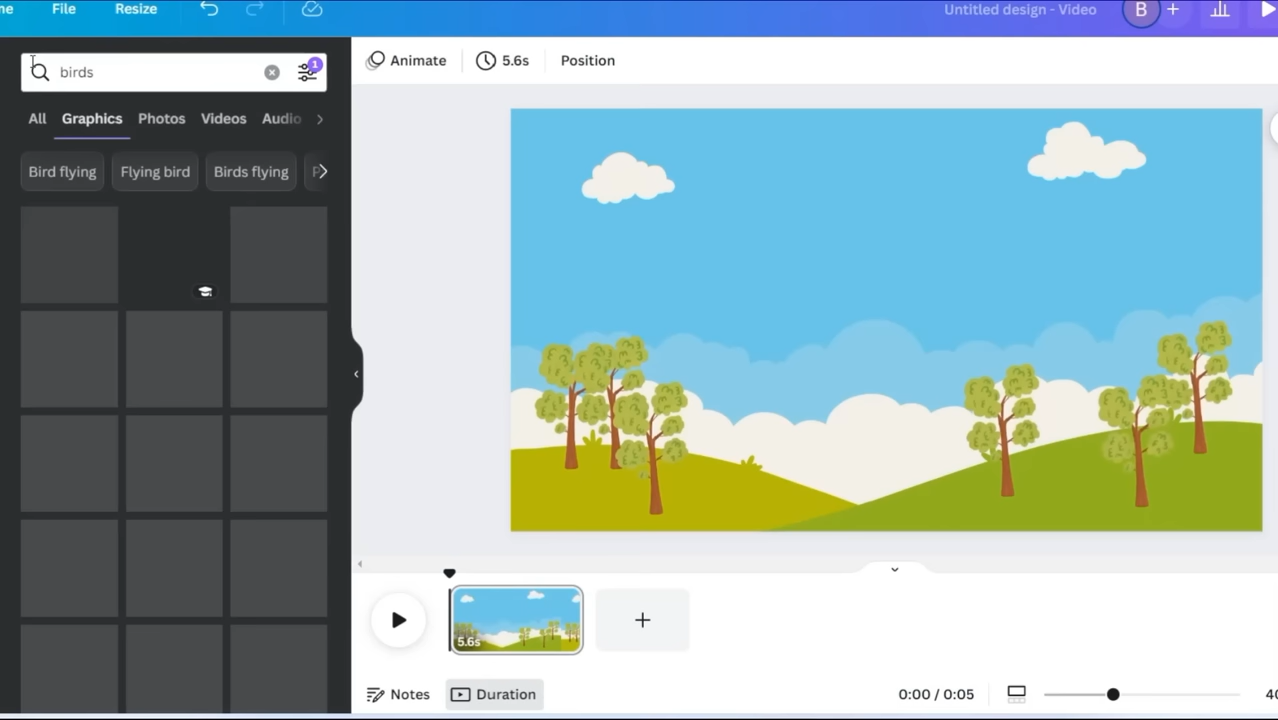 File Resize Untitled design - Video B
birds 1
Animate 5.6s Position
All Graphics Photos Videos Audio
Bird flying Flying bird Birds flying
5.6s
Notes Duration 0:00 / 0:05